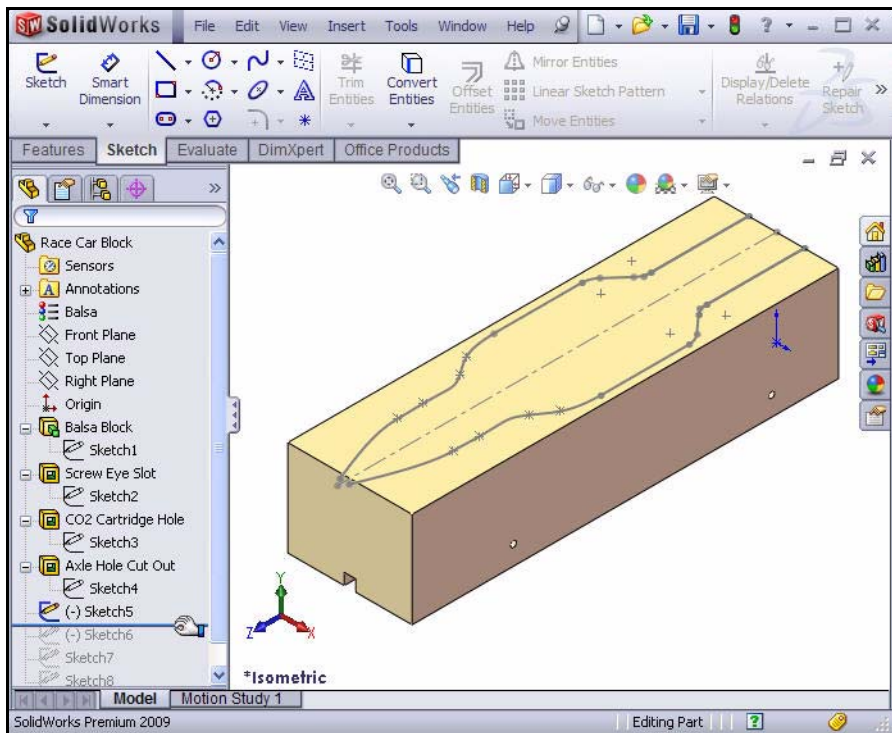 SolidWorks File Edit View Insert Tools Window Help
Sketch Smart Dimension Trim Entities Convert Entities Offset Entities Mirror Entities Linear Sketch Pattern Move Entities Display/Delete Relations Repair Sketch
Features Sketch Evaluate DimXpert Office Products
Race Car Block
Sensors
Annotations
Balsa
Front Plane
Top Plane
Right Plane
Origin
Balsa Block
Sketch1
Screw Eye Slot
Sketch2
CO2 Cartridge Hole
Sketch3
Axle Hole Cut Out
Sketch4
(-) Sketch5
(-) Sketch6
Sketch7
Sketch8
Y
Z X
*Isometric
Model Motion Study 1
SolidWorks Premium 2009 Editing Part